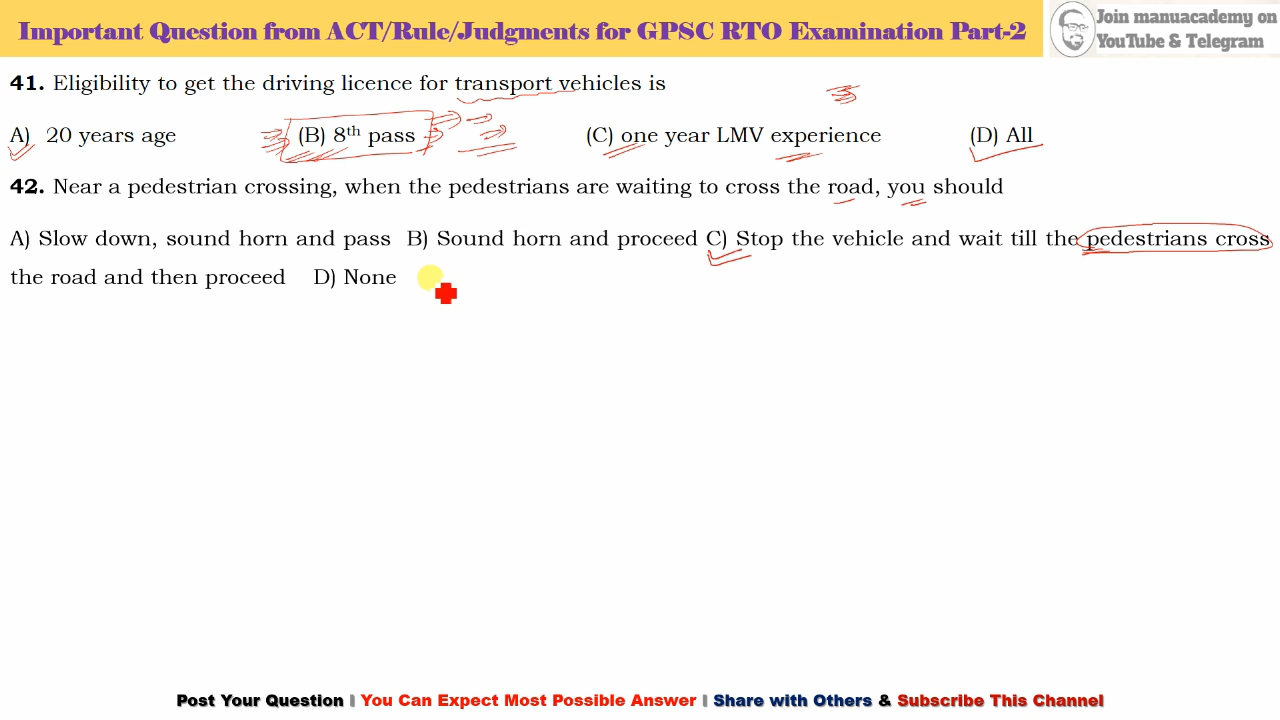 Important Question from ACT/Rule/Judgments for GPSC RTO Examination Part-2
Join manuacademy on
YouTube & Telegram
41. Eligibility to get the driving licence for transport vehicles is
A) 20 years age (B) 8th pass (C) one year LMV experience (D) All
42. Near a pedestrian crossing, when the pedestrians are waiting to cross the road, you should
A) Slow down, sound horn and pass B) Sound horn and proceed C) Stop the vehicle and wait till the pedestrians cross
the road and then proceed D) None
Post Your Question | You Can Expect Most Possible Answer | Share with Others & Subscribe This Channel